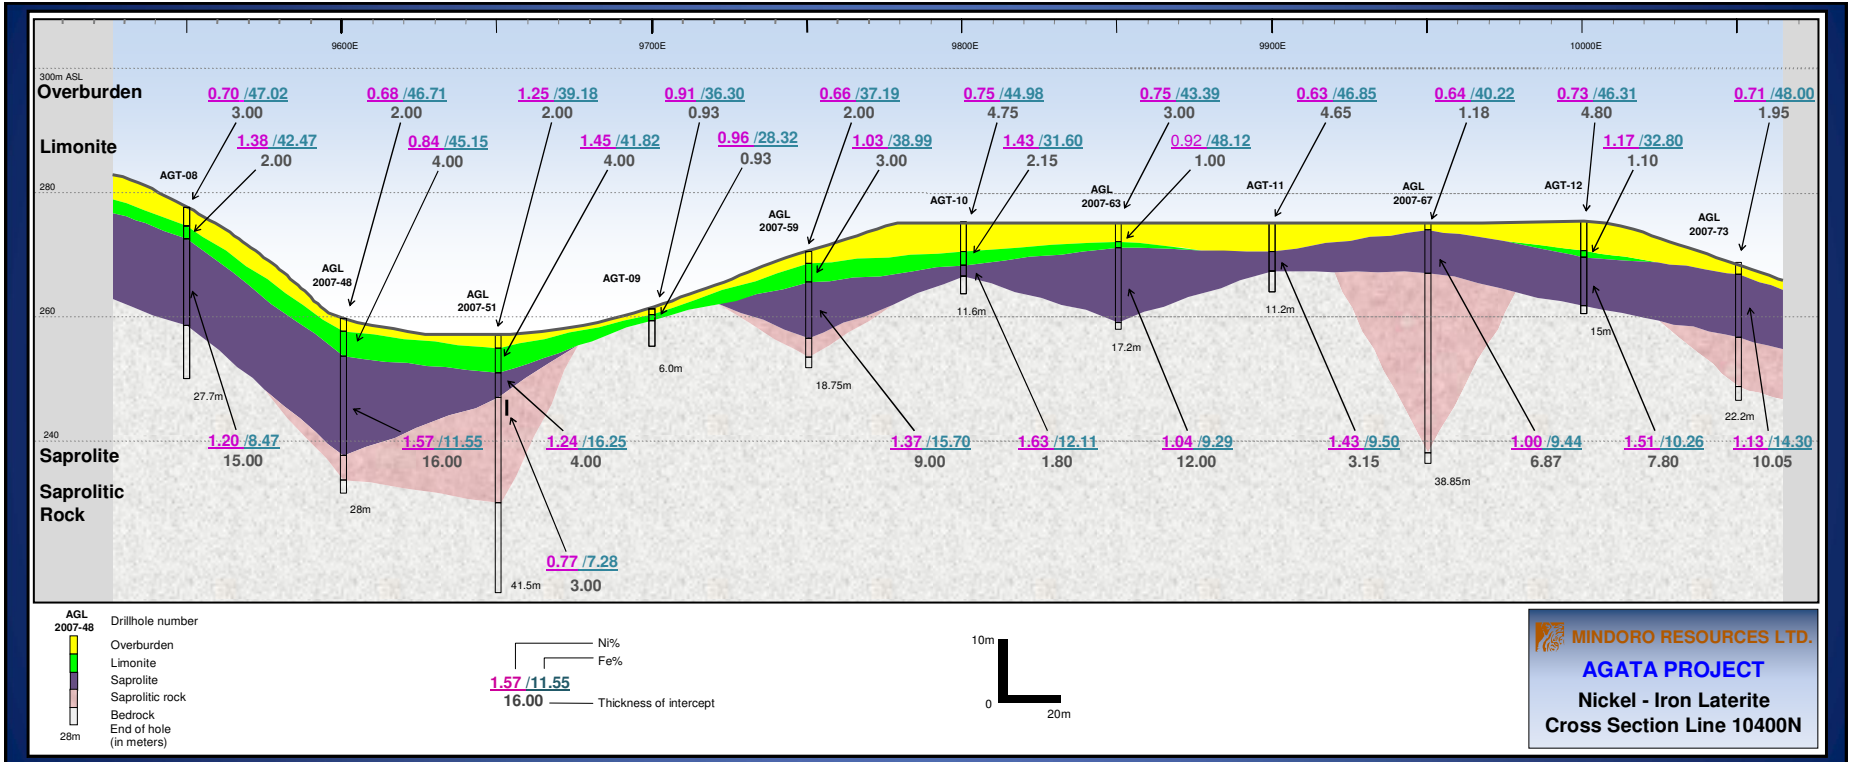 9600E 9700E 9800E 9900E 10000E
300m ASL
Overburden
0.70 /47.02 0.68 /46.71 1.25 /39.18 0.91 /36.30 0.66 /37.19 0.75 /44.98 0.75 /43.39 0.63 /46.85 0.64 /40.22 0.73 /46.31 0.71 /48.00
3.00 2.00 2.00 0.93 2.00 4.75 3.00 4.65 1.18 4.80 1.95
Limonite
1.38 /42.47 0.84 /45.15 1.45 /41.82 0.96 /28.32 1.03 /38.99 1.43 /31.60 0.92 /48.12 1.17 /32.80
2.00 4.00 4.00 0.93 3.00 2.15 1.00 1.10
AGT-08
AGL
2007-48
AGL
2007-51
AGT-09
AGL
2007-59
AGT-10
AGL
2007-63
AGT-11
AGL
2007-67
AGT-12
AGL
2007-73
280
260
240
27.7m
28m
41.5m
6.0m
18.75m
11.6m
17.2m
11.2m
38.85m
15m
22.2m
Saprolite
1.20 /8.47 1.57 /11.55 1.24 /16.25 1.37 /15.70 1.63 /12.11 1.04 /9.29 1.43 /9.50 1.00 /9.44 1.51 /10.26 1.13 /14.30
15.00 16.00 4.00 9.00 1.80 12.00 3.15 6.87 7.80 10.05
Saprolitic
Rock
0.77 /7.28
3.00
AGL
2007-48
Drillhole number
Overburden
Limonite
Saprolite
Saprolitic rock
Bedrock
28m
End of hole
(in meters)
Ni%
Fe%
1.57 /11.55
16.00
Thickness of intercept
10m
0
20m
MINDORO RESOURCES LTD.
AGATA PROJECT
Nickel - Iron Laterite
Cross Section Line 10400N